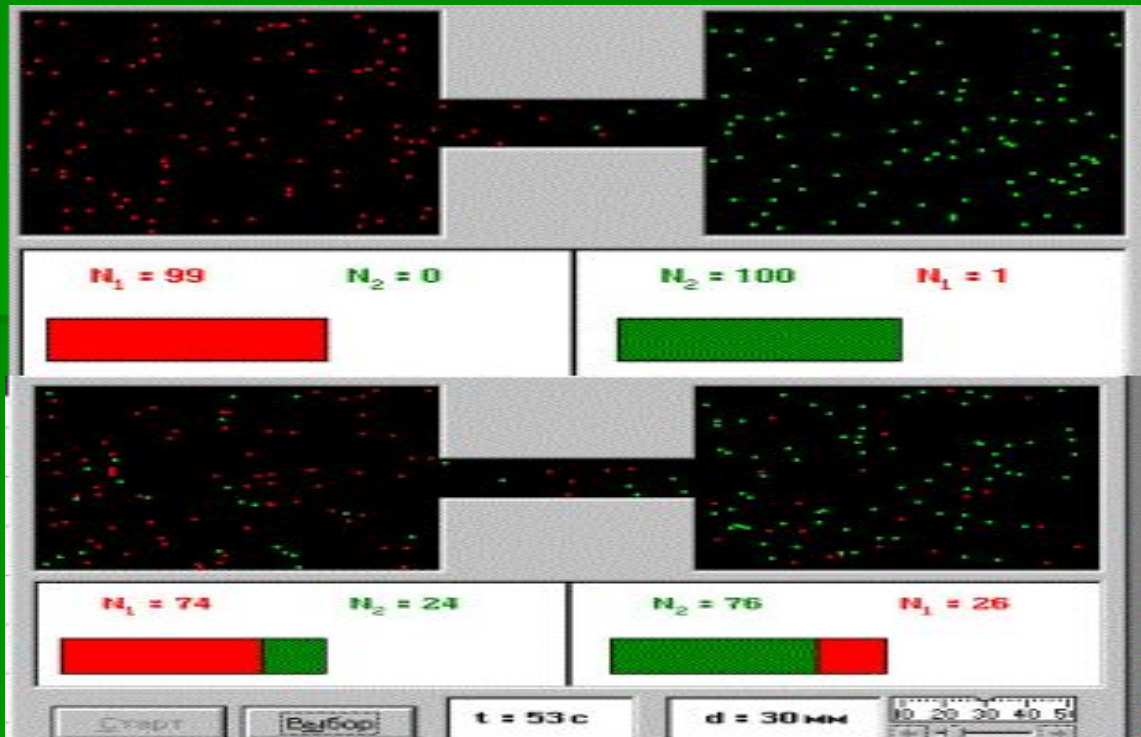 N₁ = 99 N₂ = 0 N₂ = 100 N₁ = 1
N₁ = 74 N₂ = 24 N₂ = 76 N₁ = 26
Старт Выбор t = 53 с d = 30 мм 10 20 30 40 50